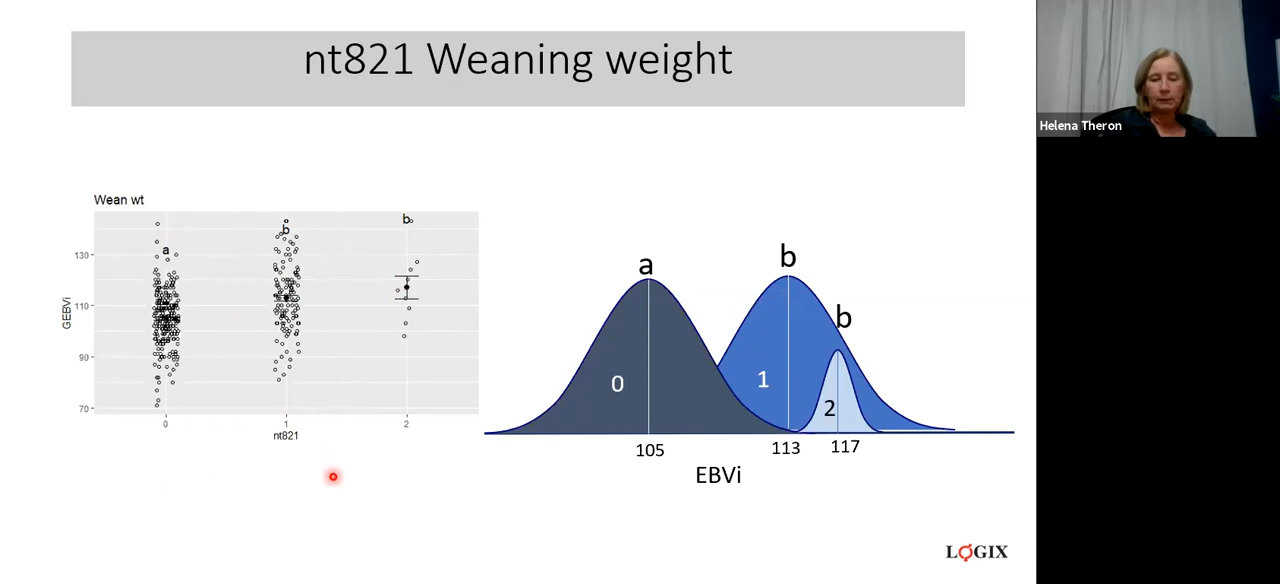 nt821 Weaning weight
Helena Theron
Wean wt
GEBVi
130
110
90
70
a
b
b
0
1
2
nt821
a
b
b
0
1
2
105
113
117
EBVi
LOGIX